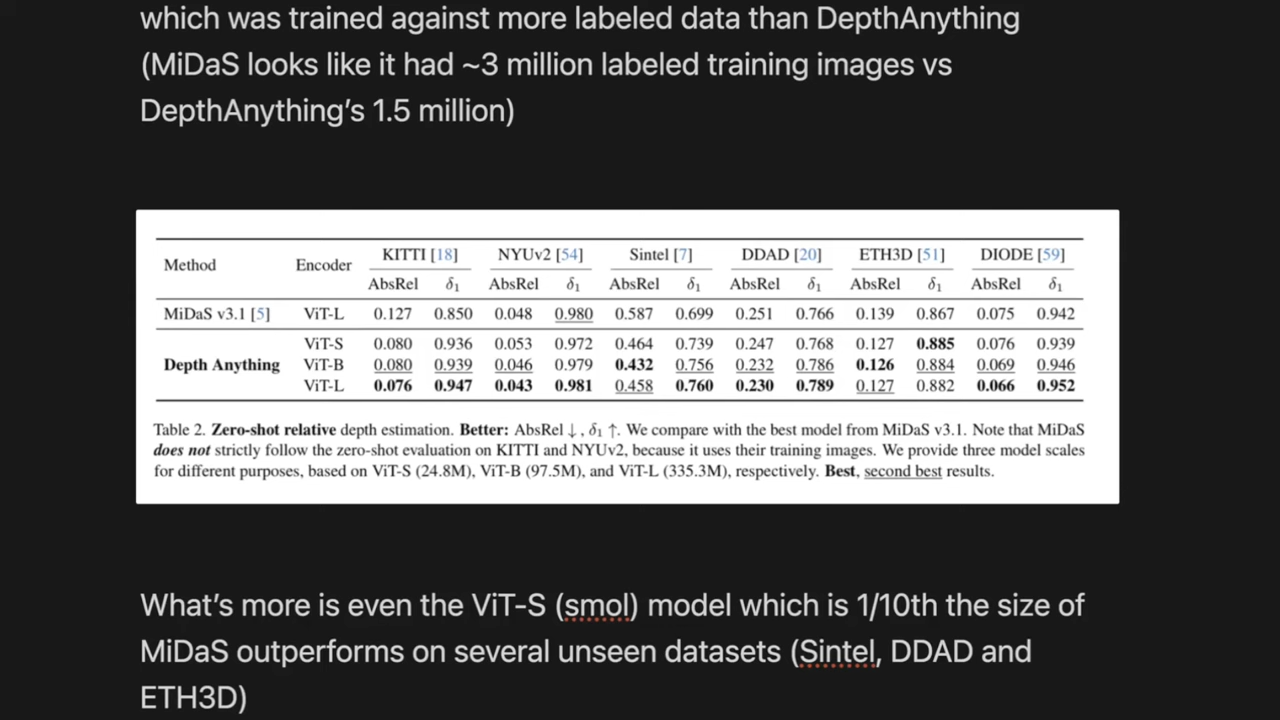 which was trained against more labeled data than DepthAnything
(MiDaS looks like it had ~3 million labeled training images vs
DepthAnything’s 1.5 million)
Method Encoder KITTI [18] NYUv2 [54] Sintel [7] DDAD [20] ETH3D [51] DIODE [59]
AbsRel δ₁ AbsRel δ₁ AbsRel δ₁ AbsRel δ₁ AbsRel δ₁ AbsRel δ₁
MiDaS v3.1 [5] ViT-L 0.127 0.850 0.048 0.980 0.587 0.699 0.251 0.766 0.139 0.867 0.075 0.942
ViT-S 0.080 0.936 0.053 0.972 0.464 0.739 0.247 0.768 0.127 0.885 0.076 0.939
Depth Anything ViT-B 0.080 0.939 0.046 0.979 0.432 0.756 0.232 0.786 0.126 0.884 0.069 0.946
ViT-L 0.076 0.947 0.043 0.981 0.458 0.760 0.230 0.789 0.127 0.882 0.066 0.952
Table 2. Zero-shot relative depth estimation. Better: AbsRel ↓ , δ₁ ↑. We compare with the best model from MiDaS v3.1. Note that MiDaS
does not strictly follow the zero-shot evaluation on KITTI and NYUv2, because it uses their training images. We provide three model scales
for different purposes, based on ViT-S (24.8M), ViT-B (97.5M), and ViT-L (335.3M), respectively. Best, second best results.
What’s more is even the ViT-S (smol) model which is 1/10th the size of
MiDaS outperforms on several unseen datasets (Sintel, DDAD and
ETH3D)